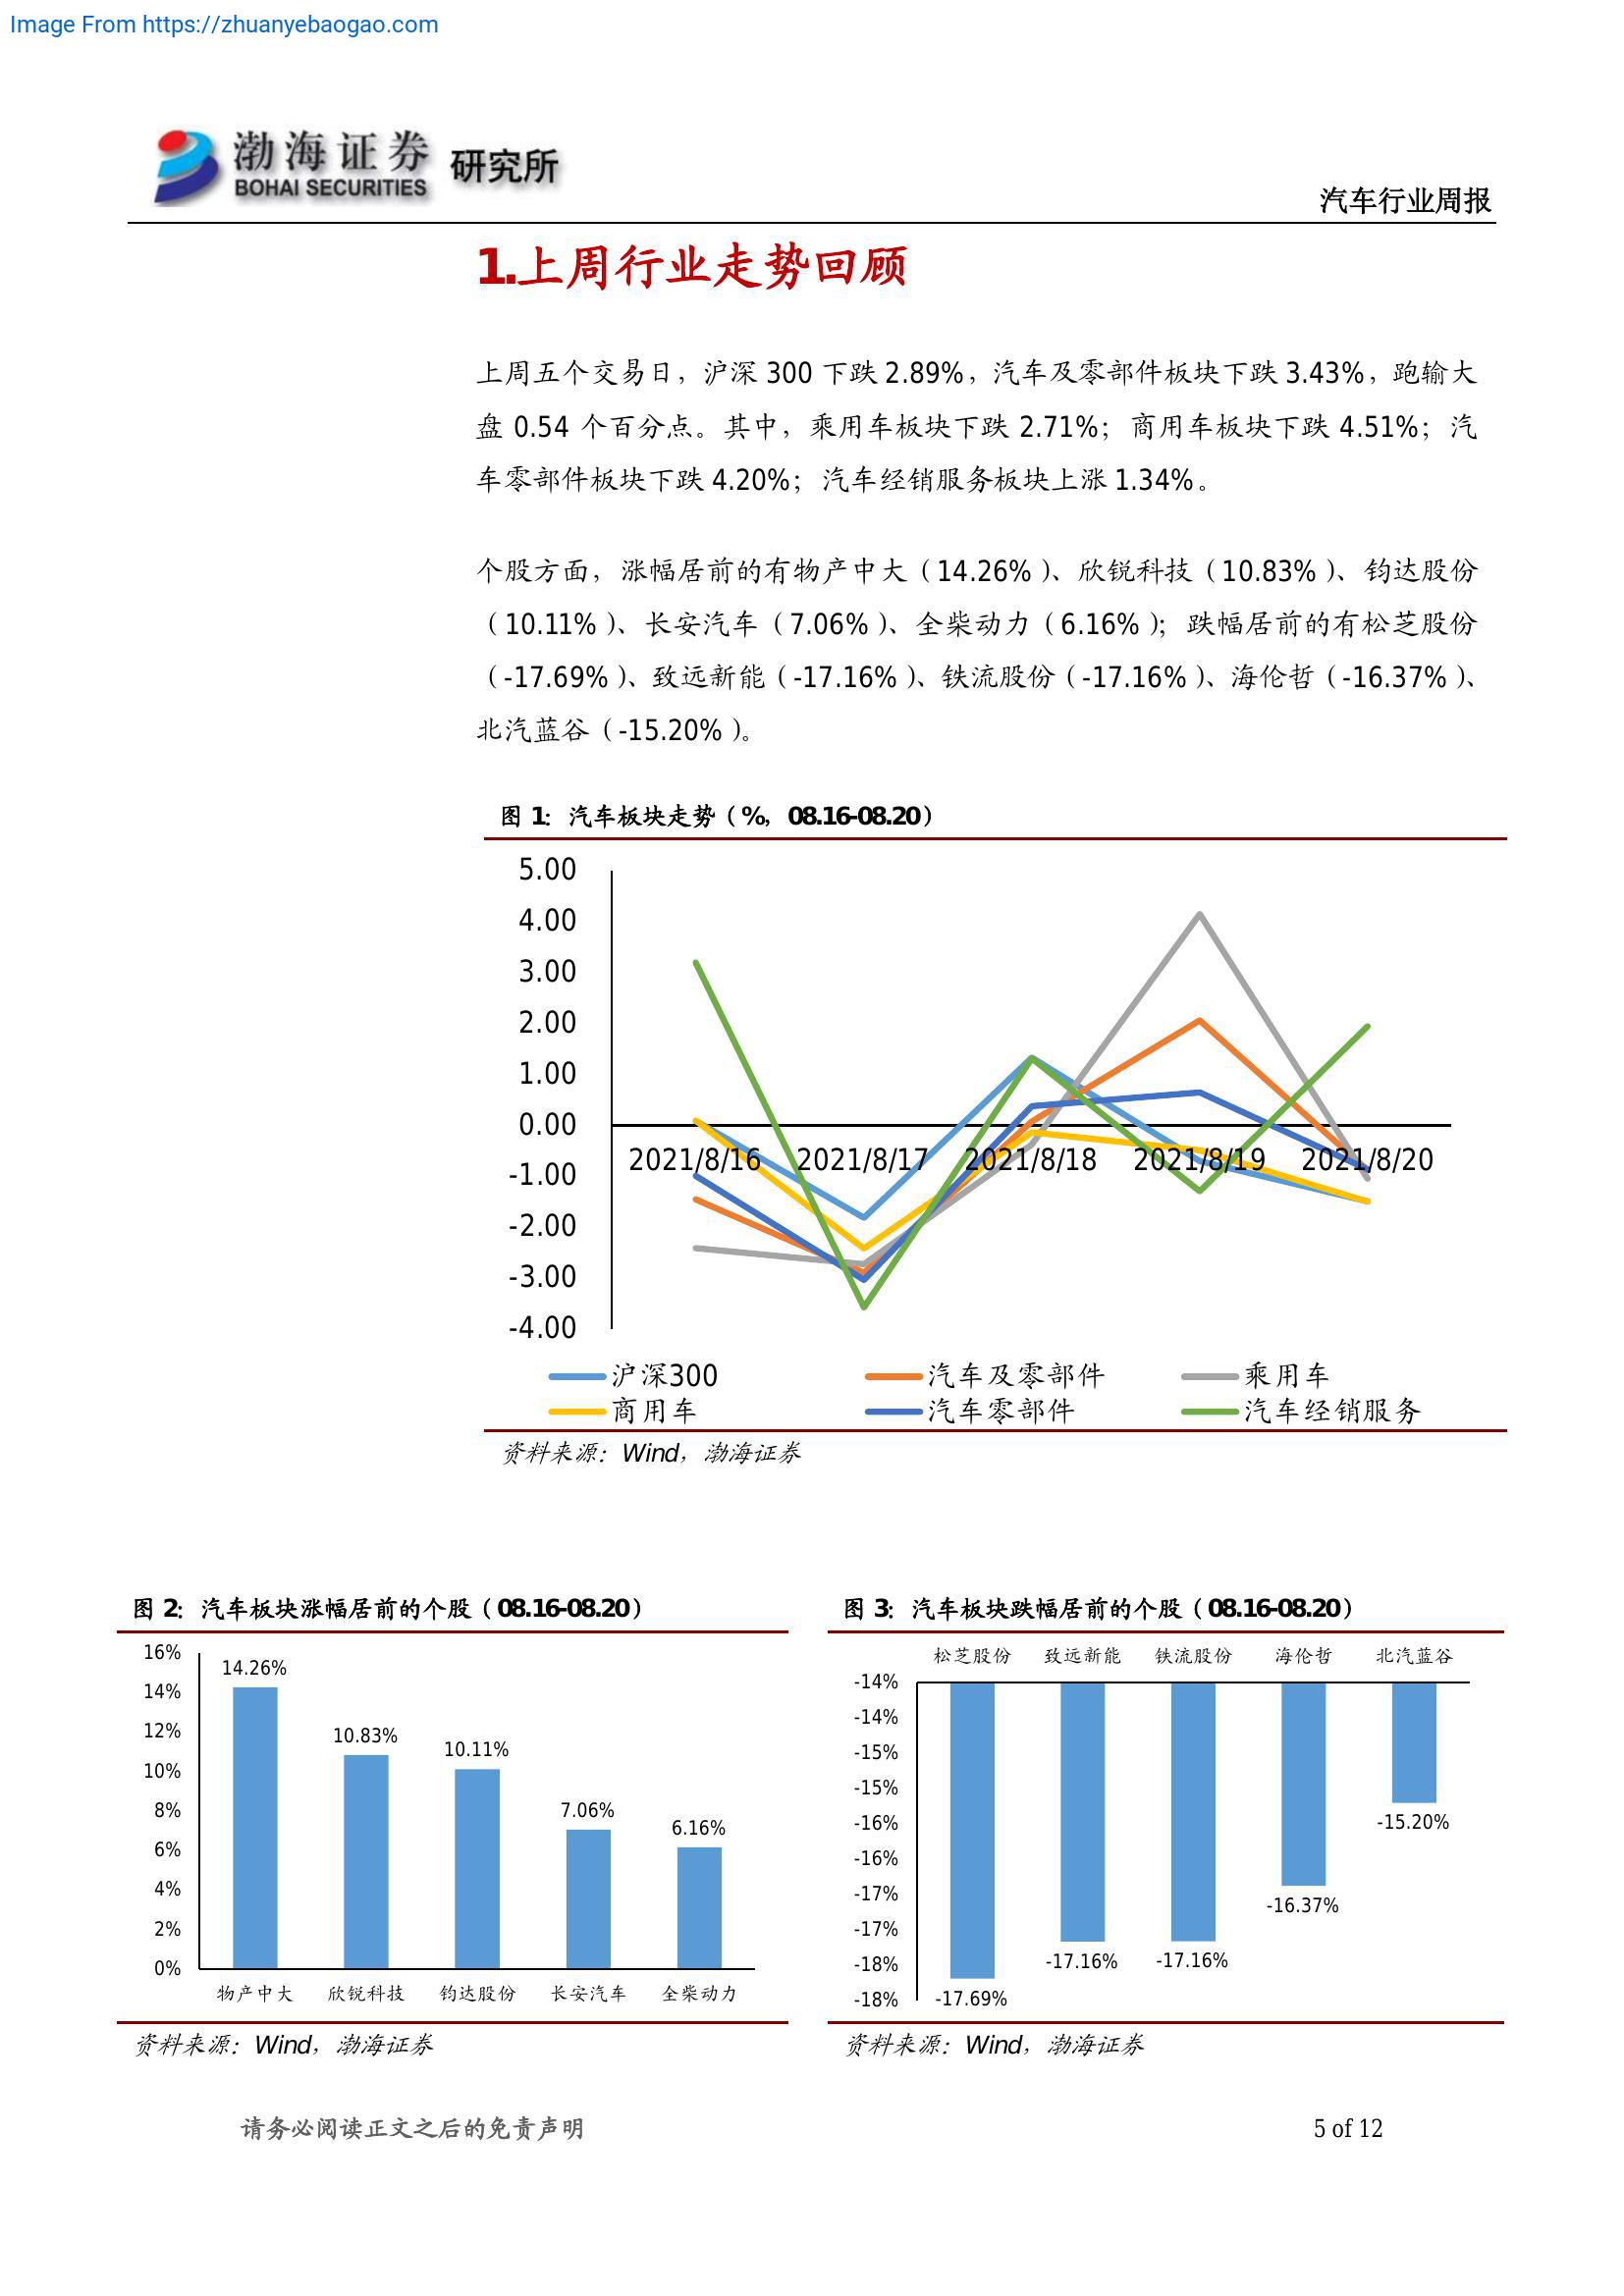 Image From https://zhuanyebaogao.com
渤海证券 研究所
BOHAI SECURITIES
汽车行业周报
1.上周行业走势回顾
上周五个交易日，沪深 300 下跌 2.89%，汽车及零部件板块下跌 3.43%，跑输大
盘 0.54 个百分点。其中，乘用车板块下跌 2.71%；商用车板块下跌 4.51%；汽
车零部件板块下跌 4.20%；汽车经销服务板块上涨 1.34%。
个股方面，涨幅居前的有物产中大（14.26%）、欣锐科技（10.83%）、钧达股份
（10.11%）、长安汽车（7.06%）、全柴动力（6.16%）；跌幅居前的有松芝股份
（-17.69%）、致远新能（-17.16%）、铁流股份（-17.16%）、海伦哲（-16.37%）、
北汽蓝谷（-15.20%）。
图 1：汽车板块走势（%，08.16-08.20）
5.00
4.00
3.00
2.00
1.00
0.00
-1.00
-2.00
-3.00
-4.00
2021/8/16 2021/8/17 2021/8/18 2021/8/19 2021/8/20
沪深300 汽车及零部件 乘用车
商用车 汽车零部件 汽车经销服务
资料来源：Wind，渤海证券
图 2：汽车板块涨幅居前的个股（08.16-08.20）
16%
14%
12%
10%
8%
6%
4%
2%
0%
14.26%
10.83%
10.11%
7.06%
6.16%
物产中大 欣锐科技 钧达股份 长安汽车 全柴动力
资料来源：Wind，渤海证券
图 3：汽车板块跌幅居前的个股（08.16-08.20）
松芝股份 致远新能 铁流股份 海伦哲 北汽蓝谷
-14%
-14%
-15%
-15%
-16%
-16%
-17%
-17%
-18%
-18%
-17.69%
-17.16%
-17.16%
-16.37%
-15.20%
资料来源：Wind，渤海证券
请务必阅读正文之后的免责声明
5 of 12